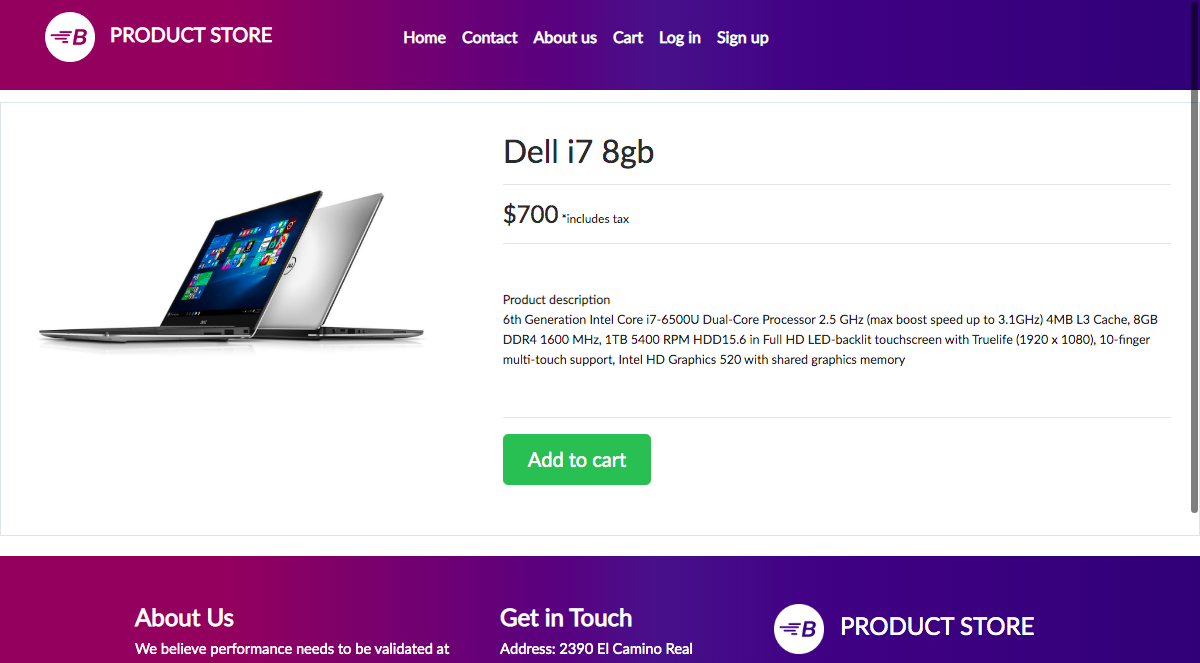 B PRODUCT STORE
Home Contact About us Cart Log in Sign up
Dell i7 8gb
$700 *includes tax
Product description
6th Generation Intel Core i7-6500U Dual-Core Processor 2.5 GHz (max boost speed up to 3.1GHz) 4MB L3 Cache, 8GB
DDR4 1600 MHz, 1TB 5400 RPM HDD15.6 in Full HD LED-backlit touchscreen with Truelife (1920 x 1080), 10-finger
multi-touch support, Intel HD Graphics 520 with shared graphics memory
Add to cart
About Us
We believe performance needs to be validated at
Get in Touch
Address: 2390 El Camino Real
B PRODUCT STORE